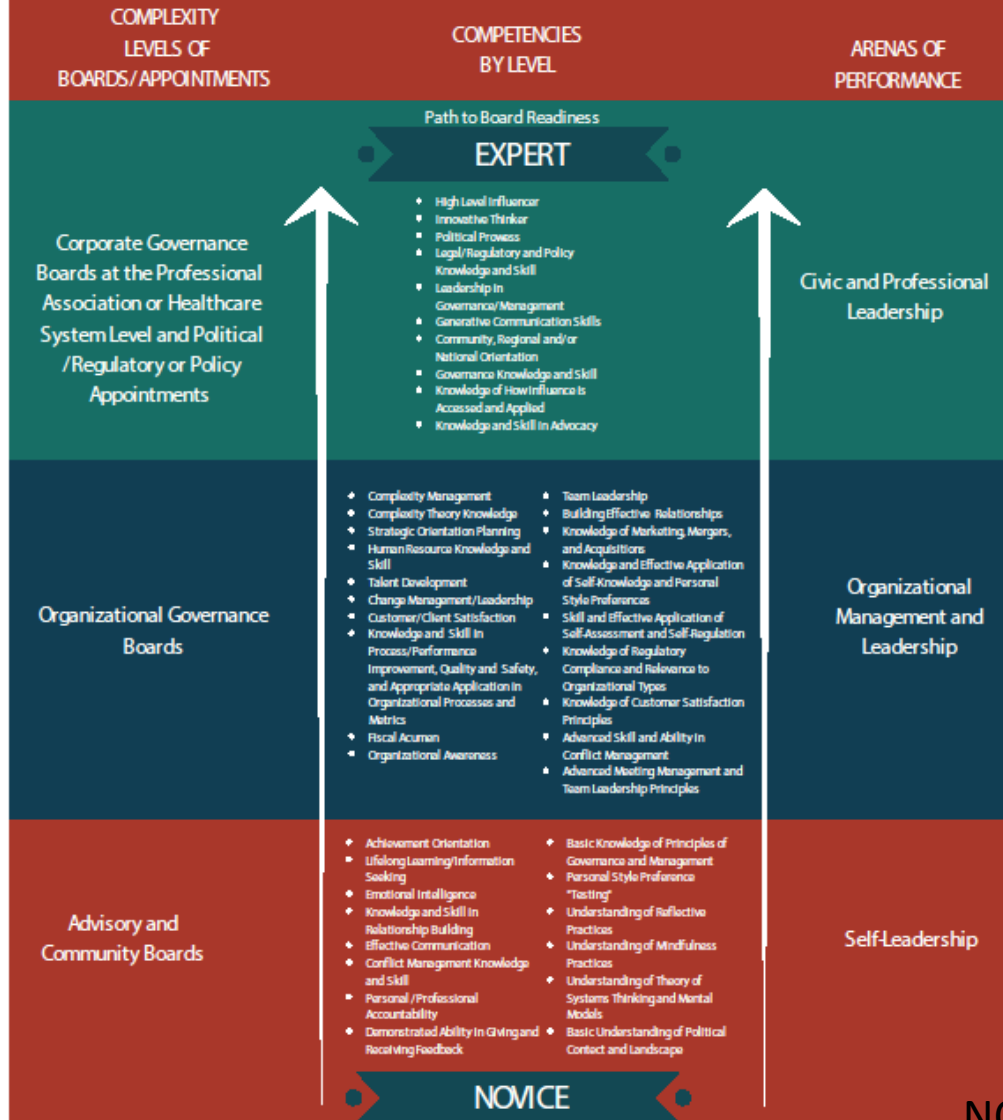 COMPLEXITY
LEVELS OF
BOARDS/APPOINTMENTS
COMPETENCIES
BY LEVEL
ARENAS OF
PERFORMANCE
Path to Board Readiness
EXPERT
Corporate Governance
Boards at the Professional
Association or Healthcare
System Level and Political
/Regulatory or Policy
Appointments
High Level Influencer
Innovative Thinker
Political Prowess
Legal/Regulatory and Policy
Knowledge and Skill
Leadership in
Governance/Management
Generative Communication Skills
Community, Regional and/or
National Orientation
Governance Knowledge and Skill
Knowledge of How Influence is
Accessed and Applied
Knowledge and Skill in Advocacy
Civic and Professional
Leadership
Organizational Governance
Boards
Complexity Management
Complexity Theory Knowledge
Strategic Orientation Planning
Human Resource Knowledge and
Skill
Talent Development
Change Management/Leadership
Customer/Client Satisfaction
Knowledge and Skill in
Process/Performance
Improvement, Quality and Safety,
and Appropriate Application in
Organizational Processes and
Metrics
Fiscal Acumen
Organizational Awareness
Team Leadership
Building Effective Relationships
Knowledge of Marketing, Mergers,
and Acquisitions
Knowledge and Effective Application
of Self-Knowledge and Personal
Style Preferences
Skill and Effective Application of
Self-Assessment and Self-Regulation
Knowledge of Regulatory
Compliance and Relevance to
Organizational Types
Knowledge of Customer Satisfaction
Principles
Advanced Skill and Ability in
Conflict Management
Advanced Meeting Management and
Team Leadership Principles
Organizational
Management and
Leadership
Advisory and
Community Boards
Achievement Orientation
Lifelong Learning/Information
Seeking
Emotional Intelligence
Knowledge and Skill in
Relationship Building
Effective Communication
Conflict Management Knowledge
and Skill
Personal /Professional
Accountability
Demonstrated Ability in Giving and
Receiving Feedback
Basic Knowledge of Principles of
Governance and Management
Personal Style Preference
"Testing"
Understanding of Reflective
Practices
Understanding of Mindfulness
Practices
Understanding of Theory of
Systems Thinking and Mental
Models
Basic Understanding of Political
Context and Landscape
Self-Leadership
NOVICE